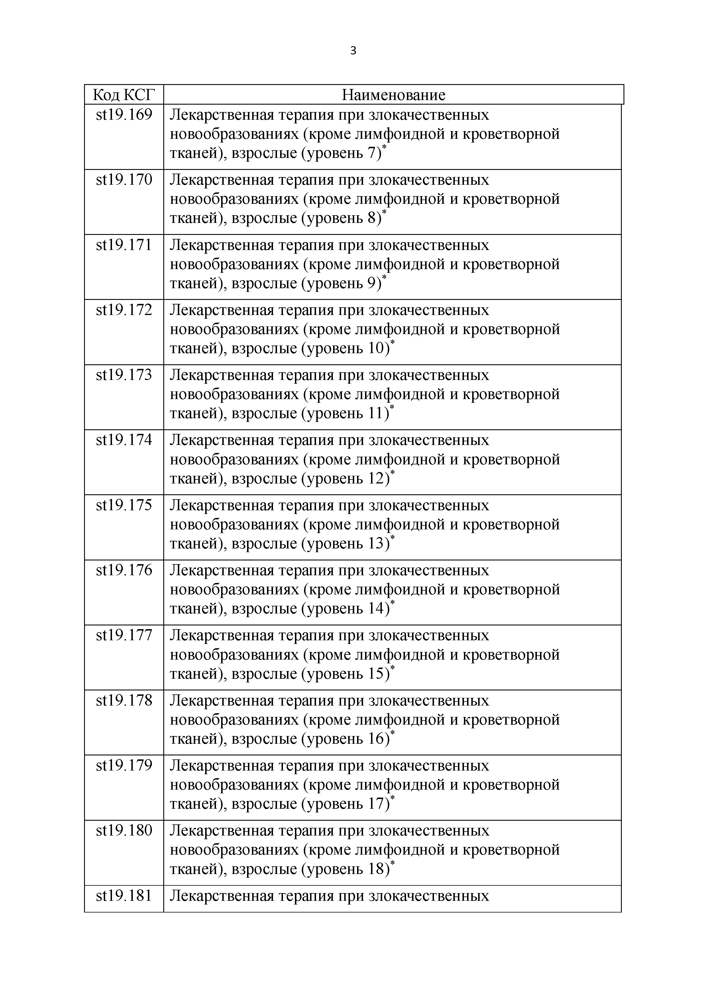 3
Код КСГ Наименование
st19.169 Лекарственная терапия при злокачественных
новообразованиях (кроме лимфоидной и кроветворной
тканей), взрослые (уровень 7)*
st19.170 Лекарственная терапия при злокачественных
новообразованиях (кроме лимфоидной и кроветворной
тканей), взрослые (уровень 8)*
st19.171 Лекарственная терапия при злокачественных
новообразованиях (кроме лимфоидной и кроветворной
тканей), взрослые (уровень 9)*
st19.172 Лекарственная терапия при злокачественных
новообразованиях (кроме лимфоидной и кроветворной
тканей), взрослые (уровень 10)*
st19.173 Лекарственная терапия при злокачественных
новообразованиях (кроме лимфоидной и кроветворной
тканей), взрослые (уровень 11)*
st19.174 Лекарственная терапия при злокачественных
новообразованиях (кроме лимфоидной и кроветворной
тканей), взрослые (уровень 12)*
st19.175 Лекарственная терапия при злокачественных
новообразованиях (кроме лимфоидной и кроветворной
тканей), взрослые (уровень 13)*
st19.176 Лекарственная терапия при злокачественных
новообразованиях (кроме лимфоидной и кроветворной
тканей), взрослые (уровень 14)*
st19.177 Лекарственная терапия при злокачественных
новообразованиях (кроме лимфоидной и кроветворной
тканей), взрослые (уровень 15)*
st19.178 Лекарственная терапия при злокачественных
новообразованиях (кроме лимфоидной и кроветворной
тканей), взрослые (уровень 16)*
st19.179 Лекарственная терапия при злокачественных
новообразованиях (кроме лимфоидной и кроветворной
тканей), взрослые (уровень 17)*
st19.180 Лекарственная терапия при злокачественных
новообразованиях (кроме лимфоидной и кроветворной
тканей), взрослые (уровень 18)*
st19.181 Лекарственная терапия при злокачественных